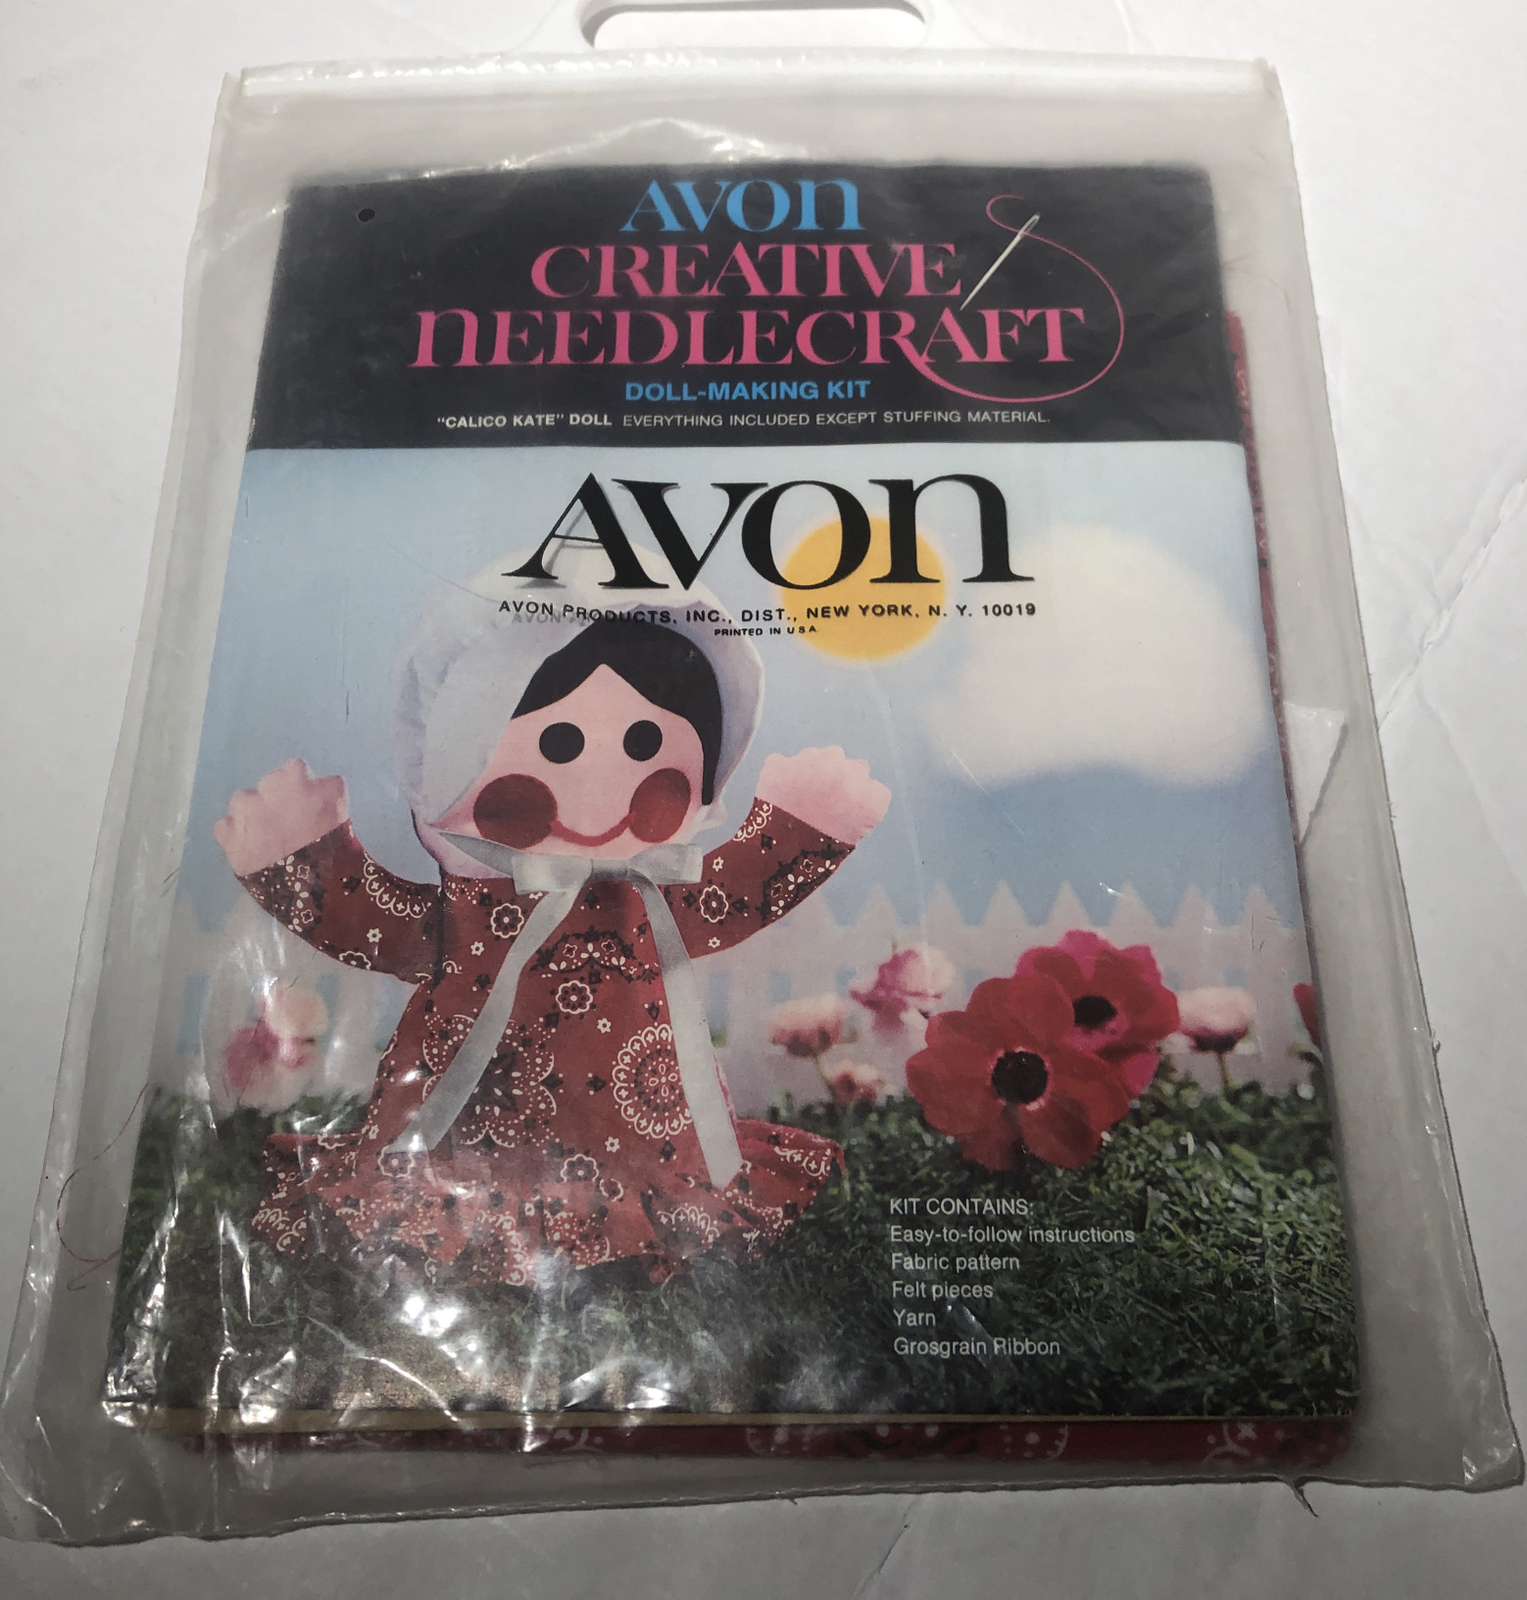 AVON
CREATIVE
NEEDLECRAFT
DOLL-MAKING KIT
"CALICO KATE" DOLL EVERYTHING INCLUDED EXCEPT STUFFING MATERIAL.
AVON
AVON PRODUCTS, INC., DIST., NEW YORK, N. Y. 10019
PRINTED IN U S A
KIT CONTAINS:
Easy-to-follow instructions
Fabric pattern
Felt pieces
Yarn
Grosgrain Ribbon